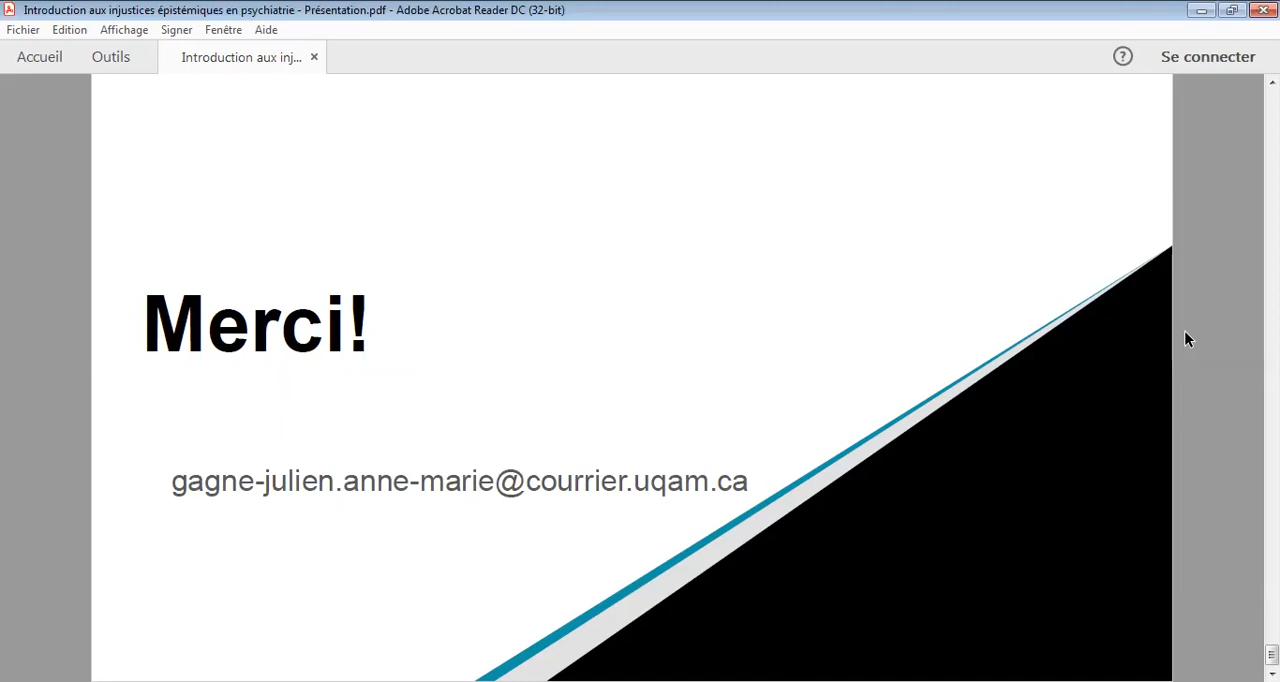 Introduction aux injustices épistémiques en psychiatrie - Présentation.pdf - Adobe Acrobat Reader DC (32-bit)
Fichier Edition Affichage Signer Fenêtre Aide
Accueil Outils Introduction aux inj... × ? Se connecter
Merci!
gagne-julien.anne-marie@courrier.uqam.ca